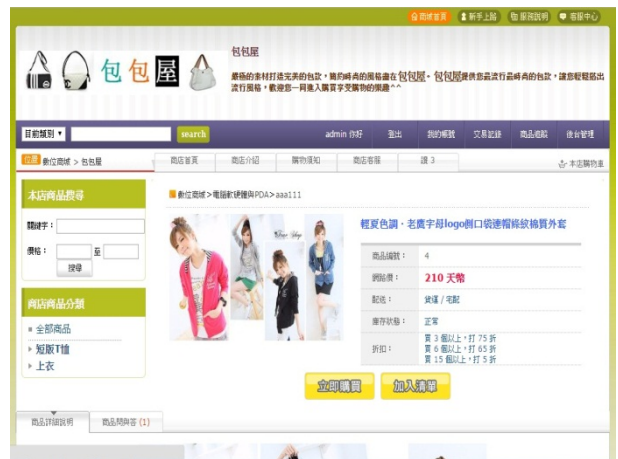 商城首頁 新手上路 服務說明 客服中心
包包屋
包包屋
嚴選的素材打造完美的包款，簡約時尚的風格盡在包包屋。包包屋提供您最流行最時尚的包款，讓您輕鬆搭出
流行風格，歡迎您一同進入購買享受購物的樂趣^^
目前類別 ▼ search admin 你好 登出 我的帳號 交易記錄 商品追蹤 後台管理
位置 數位商城 > 包包屋 商店首頁 商店介紹 購物須知 商店客服 讚 3 本店購物車
本店商品搜尋
數位商城>電腦軟硬體與PDA>aaa111
關鍵字：
價格： 至
搜尋
輕夏色調．老鷹字母logo側口袋連帽條紋棉質外套
商品編號： 4
網路價： 210 天幣
配送： 貨運 / 宅配
庫存狀態： 正常
折扣： 買 3 個以上，打 75 折
買 6 個以上，打 65 折
買 15 個以上，打 5 折
商店商品分類
全部商品
短版T恤
上衣
立即購買 加入清單
商品詳細說明 商品問與答 (1)